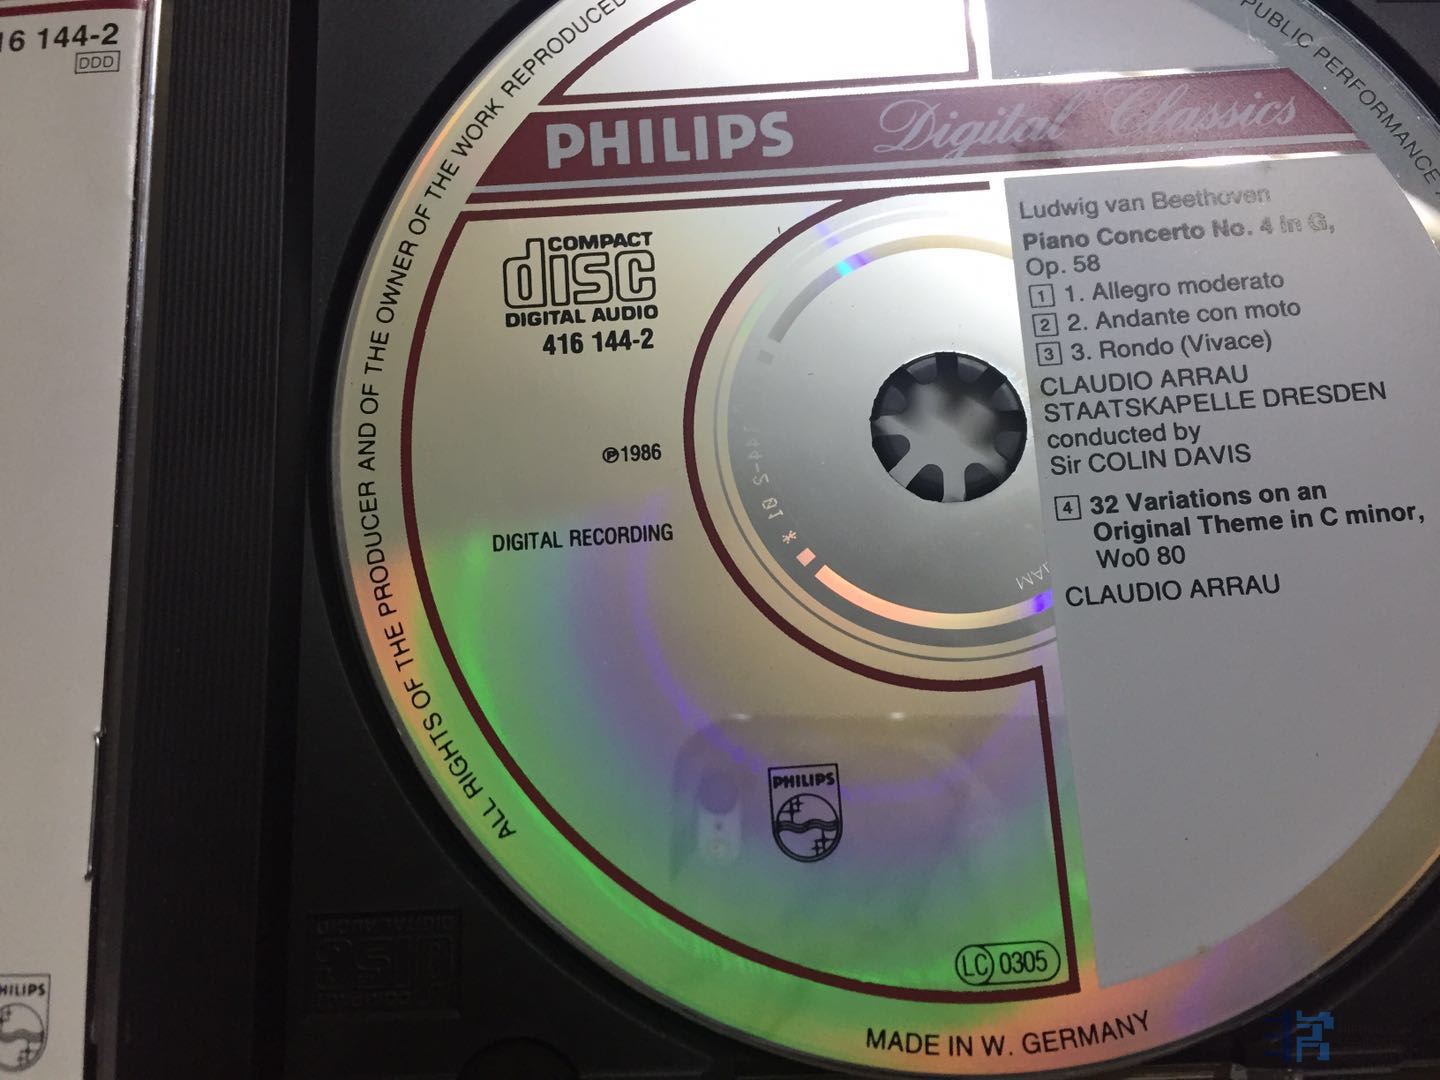 16 144-2
DDD
PHILIPS Digital Classics
COMPACT
disc
DIGITAL AUDIO
416 144-2
℗1986
DIGITAL RECORDING
PHILIPS
LC 0305
Ludwig van Beethoven
Piano Concerto No. 4 in G,
Op. 58
1 1. Allegro moderato
2 2. Andante con moto
3 3. Rondo (Vivace)
CLAUDIO ARRAU
STAATSKAPELLE DRESDEN
conducted by
Sir COLIN DAVIS
4 32 Variations on an
Original Theme in C minor,
Wo0 80
CLAUDIO ARRAU
ALL RIGHTS OF THE PRODUCER AND OF THE OWNER OF THE WORK REPRODUCED
PUBLIC PERFORMANCE
MADE IN W. GERMANY
PHILIPS